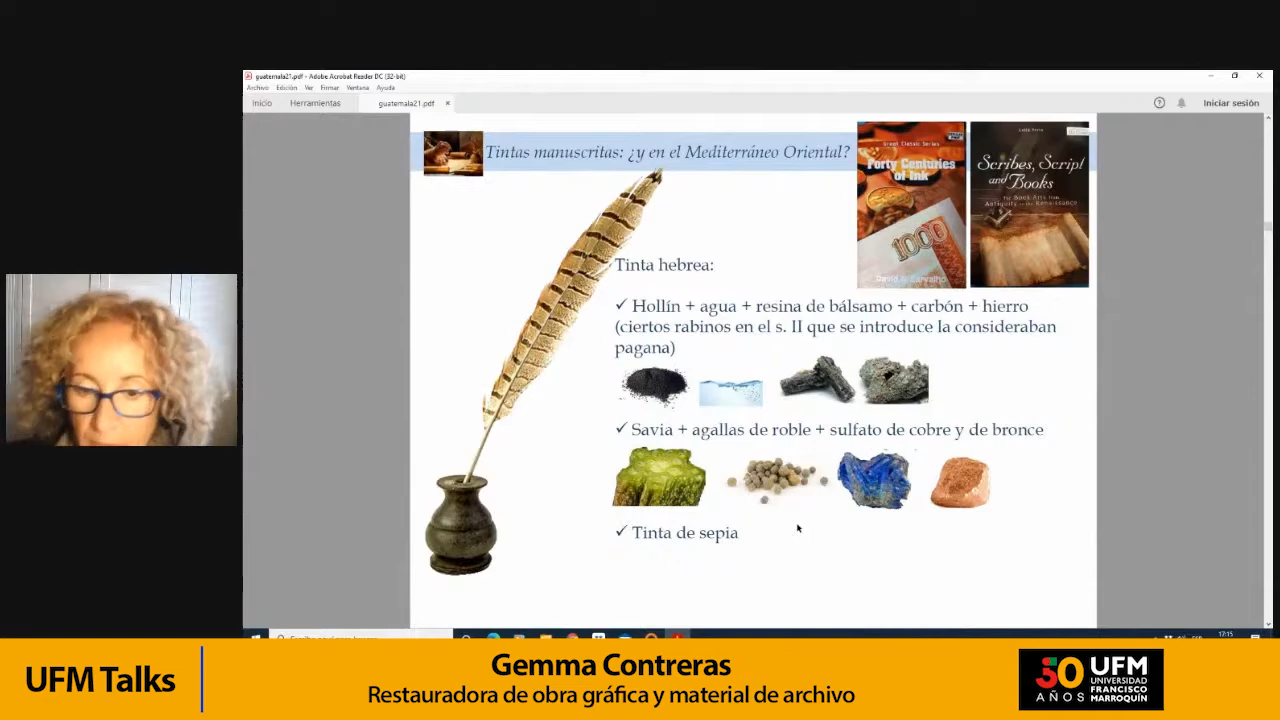 guatemala21.pdf - Adobe Acrobat Reader DC (32-bit)
Archivo Edición Ver Firmar Ventana Ayuda
Inicio Herramientas guatemala21.pdf × Iniciar sesión
Tintas manuscritas: ¿y en el Mediterráneo Oriental?
Great Classic Series
Forty Centuries
of Ink
1000
David N. Carvalho
Scribes, Script
and Books
The Book Arts from
Antiquity to the Renaissance
Tinta hebrea:
✓ Hollín + agua + resina de bálsamo + carbón + hierro
(ciertos rabinos en el s. II que se introduce la consideraban
pagana)
✓ Savia + agallas de roble + sulfato de cobre y de bronce
✓ Tinta de sepia
17:15
UFM Talks
Gemma Contreras
Restauradora de obra gráfica y material de archivo
50
AÑOS
UFM
UNIVERSIDAD
FRANCISCO
MARROQUÍN